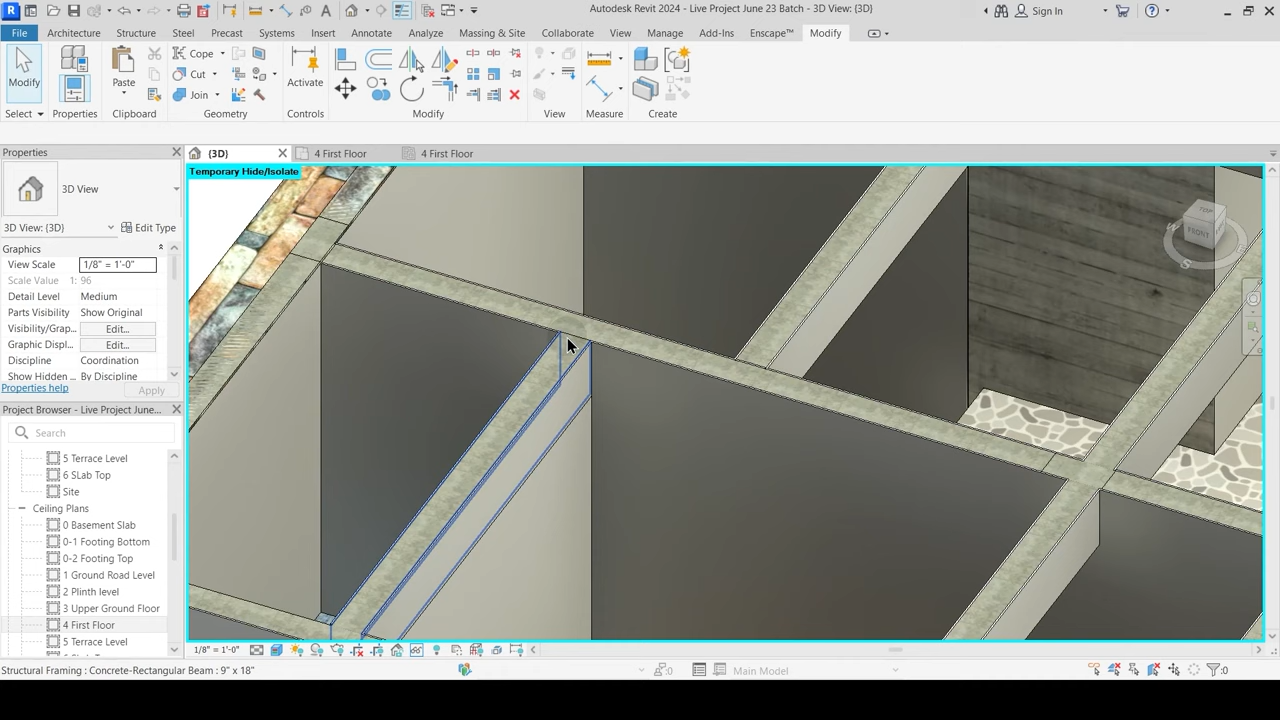 Autodesk Revit 2024 - Live Project June 23 Batch - 3D View: {3D}
Sign In
File Architecture Structure Steel Precast Systems Insert Annotate Analyze Massing & Site Collaborate View Manage Add-Ins Enscape™ Modify
Modify Paste Cope Cut Join Activate
Select Properties Clipboard Geometry Controls Modify View Measure Create
Properties
{3D} 4 First Floor 4 First Floor
Temporary Hide/Isolate
3D View
3D View: {3D} Edit Type
Graphics
View Scale 1/8" = 1'-0"
Scale Value 1: 96
Detail Level Medium
Parts Visibility Show Original
Visibility/Grap... Edit...
Graphic Displ... Edit...
Discipline Coordination
Show Hidden ... By Discipline
Properties help Apply
Project Browser - Live Project June...
Search
5 Terrace Level
6 Slab Top
Site
Ceiling Plans
0 Basement Slab
0-1 Footing Bottom
0-2 Footing Top
1 Ground Road Level
2 Plinth level
3 Upper Ground Floor
4 First Floor
5 Terrace Level
TOP
FRONT
S
1/8" = 1'-0"
Structural Framing : Concrete-Rectangular Beam : 9" x 18"
:0
Main Model
:0